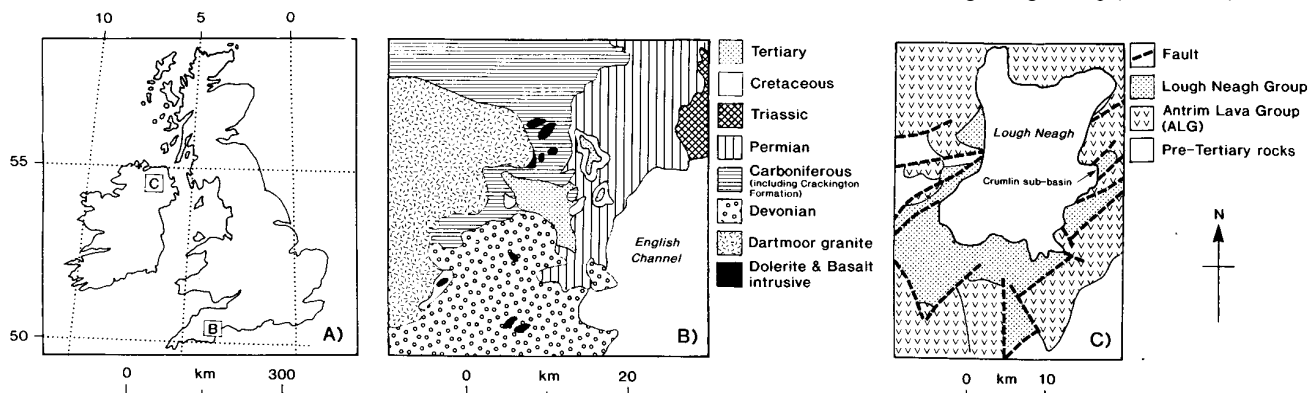 10
5
0
55
50
C
B
A)
0
km
300
Tertiary
Cretaceous
Triassic
Permian
Carboniferous
(including Crackington
Formation)
Devonian
Dartmoor granite
Dolerite & Basalt
intrusive
English
Channel
B)
0
km
20
Lough Neagh
Crumlin sub-basin
C)
Fault
Lough Neagh Group
Antrim Lava Group
(ALG)
Pre-Tertiary rocks
N
0
km
10